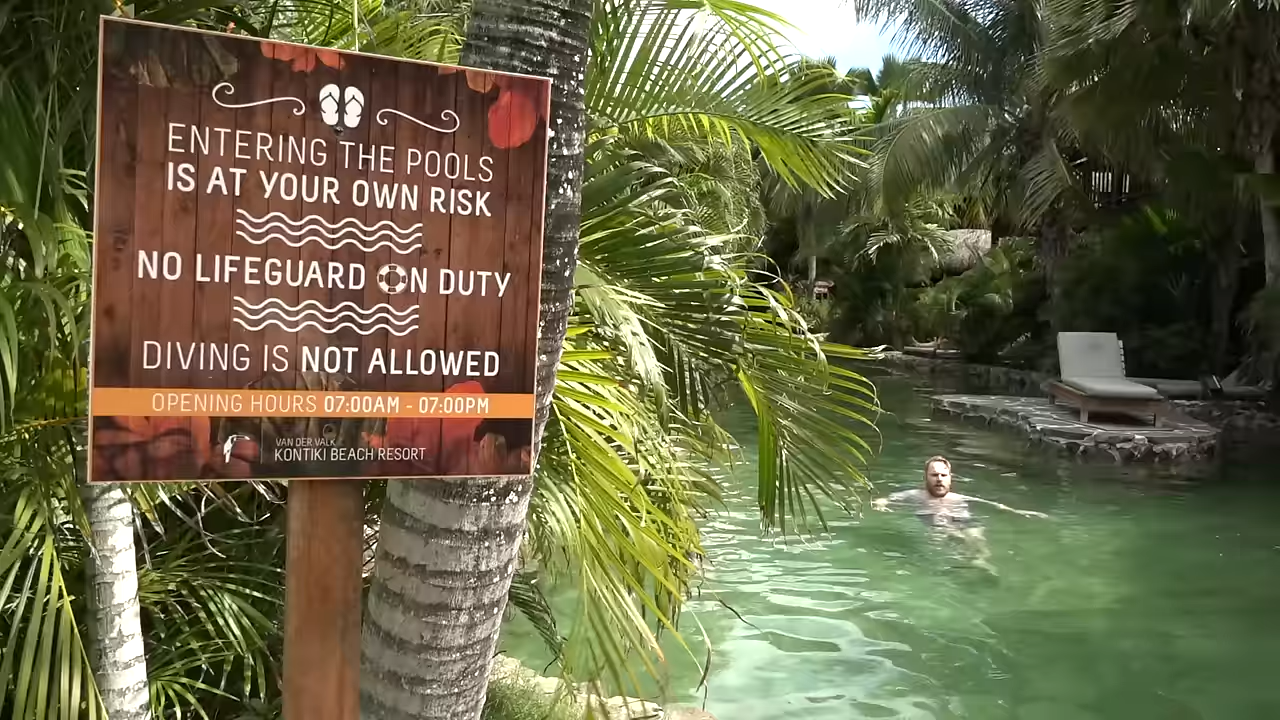 ENTERING THE POOLS
IS AT YOUR OWN RISK
NO LIFEGUARD ON DUTY
DIVING IS NOT ALLOWED
OPENING HOURS 07:00AM - 07:00PM
VAN DER VALK
KONTIKI BEACH RESORT